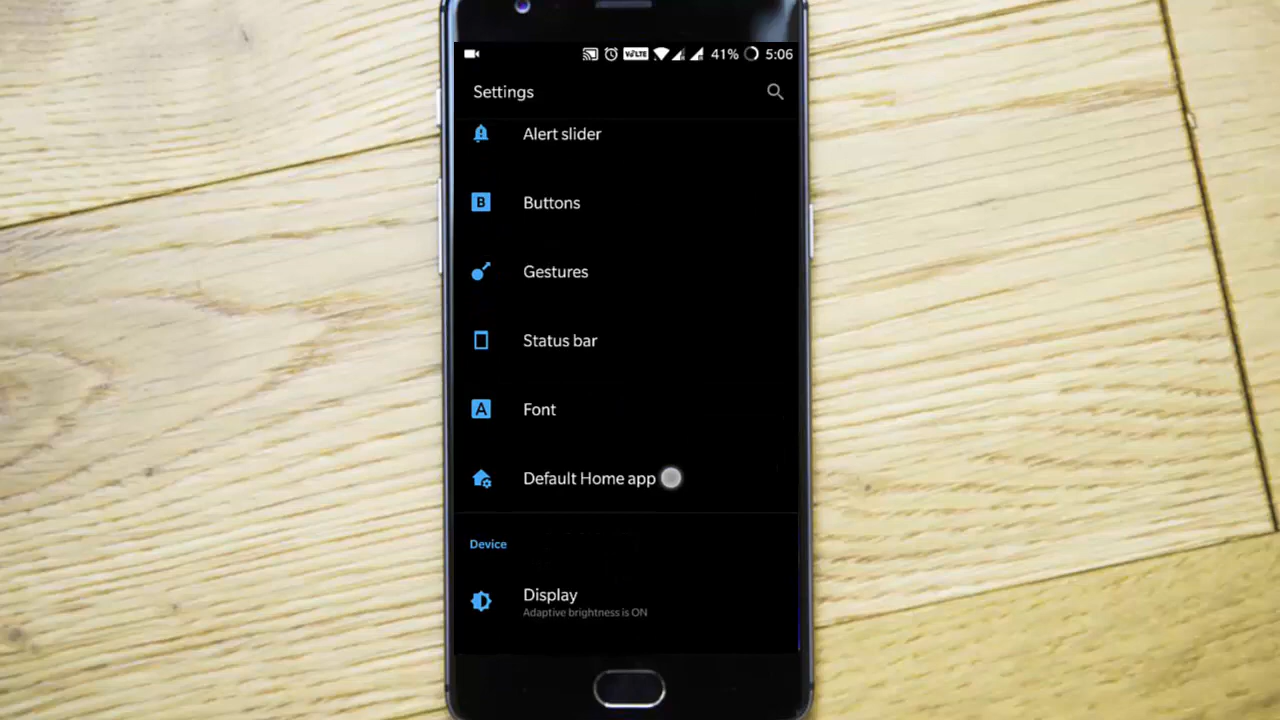 VoLTE 41% 5:06
Settings
Alert slider
B Buttons
Gestures
Status bar
A Font
Default Home app
Device
Display
Adaptive brightness is ON